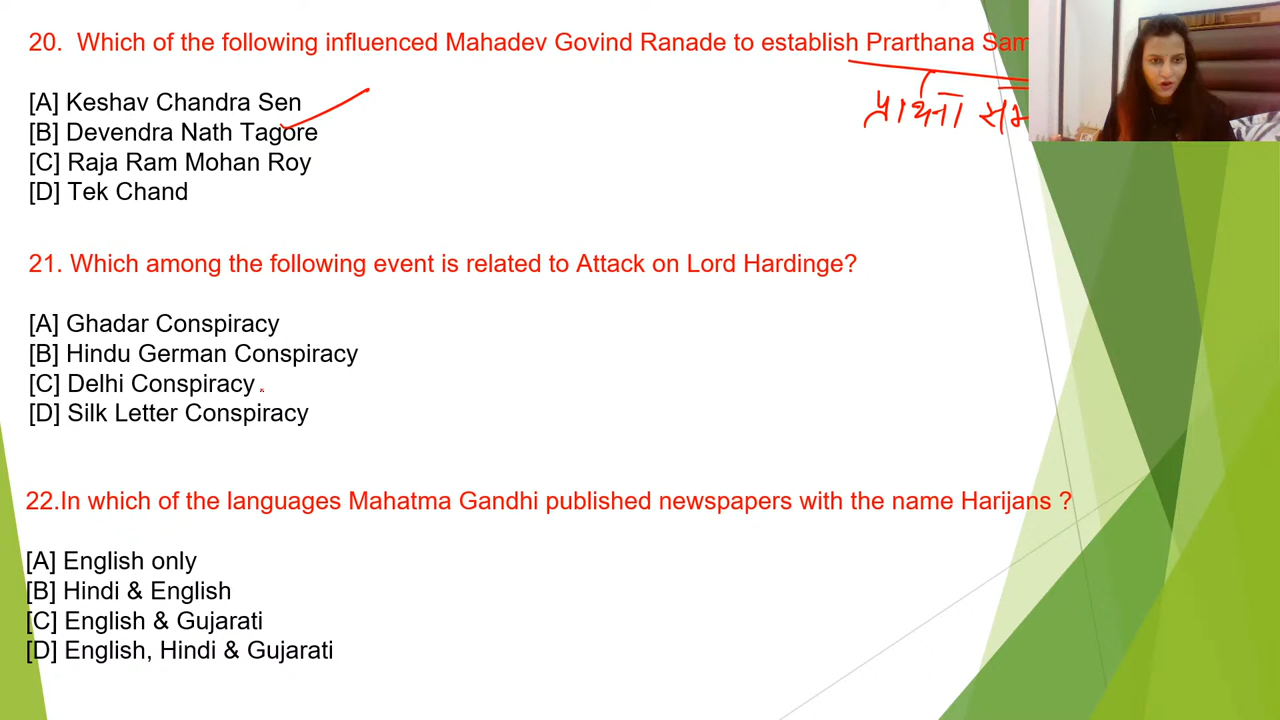 20. Which of the following influenced Mahadev Govind Ranade to establish Prarthana Sam
[A] Keshav Chandra Sen
[B] Devendra Nath Tagore
[C] Raja Ram Mohan Roy
[D] Tek Chand
प्रार्थना सम
21. Which among the following event is related to Attack on Lord Hardinge?
[A] Ghadar Conspiracy
[B] Hindu German Conspiracy
[C] Delhi Conspiracy
[D] Silk Letter Conspiracy
22.In which of the languages Mahatma Gandhi published newspapers with the name Harijans ?
[A] English only
[B] Hindi & English
[C] English & Gujarati
[D] English, Hindi & Gujarati